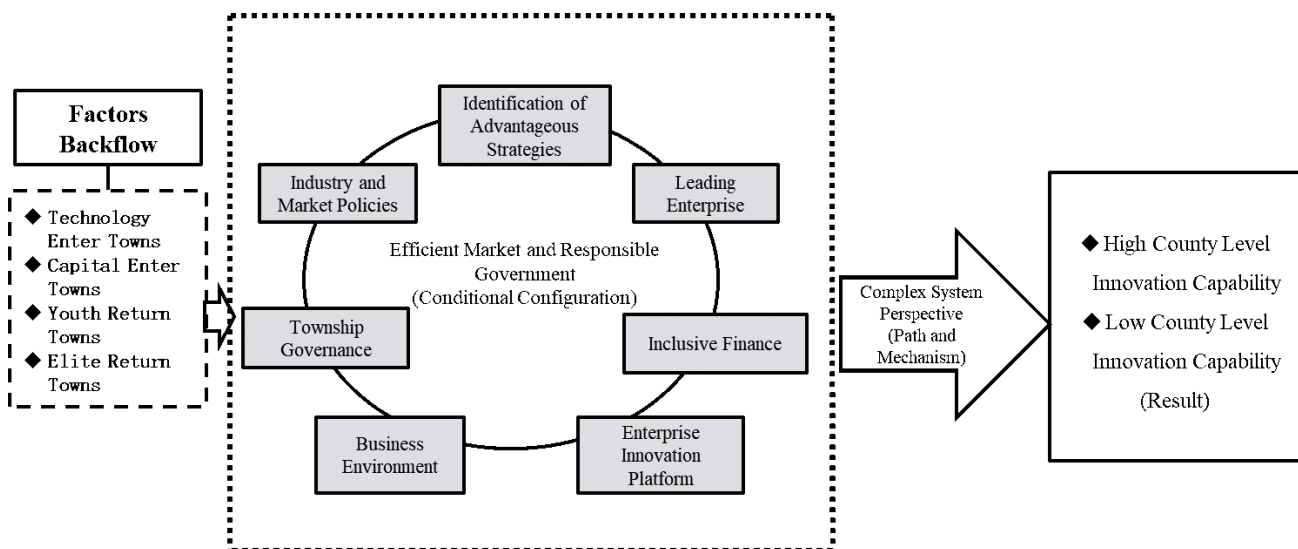 Factors
Backflow
◆ Technology
Enter Towns
◆ Capital Enter
Towns
◆ Youth Return
Towns
◆ Elite Return
Towns
Identification of
Advantageous
Strategies
Industry and
Market Policies
Leading
Enterprise
Efficient Market and Responsible
Government
(Conditional Configuration)
Township
Governance
Inclusive Finance
Business
Environment
Enterprise
Innovation
Platform
Complex System
Perspective
(Path and
Mechanism)
◆ High County Level
Innovation Capability
◆ Low County Level
Innovation Capability
(Result)